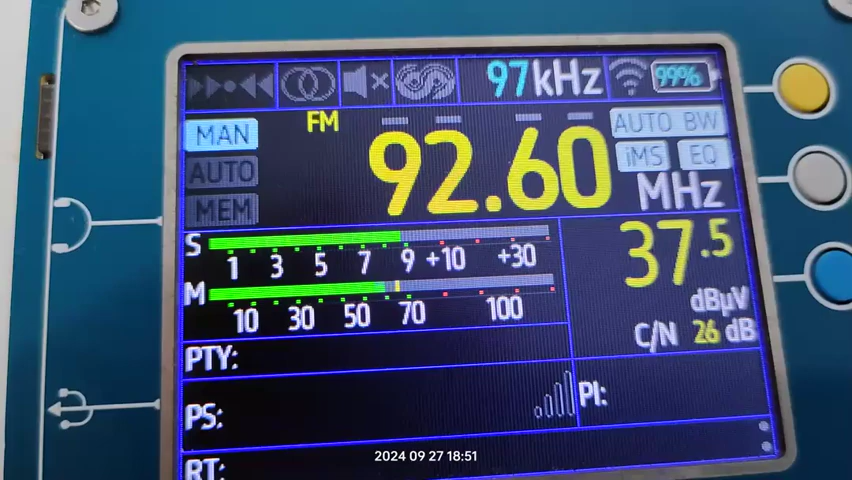 97kHz 99%
MAN FM 92.60 MHz AUTO BW
AUTO iMS EQ
MEM
S 1 3 5 7 9 +10 +30
37.5 dBµV
M 10 30 50 70 100
C/N 26 dB
PTY:
PS: PI:
RT:
2024 09 27 18:51